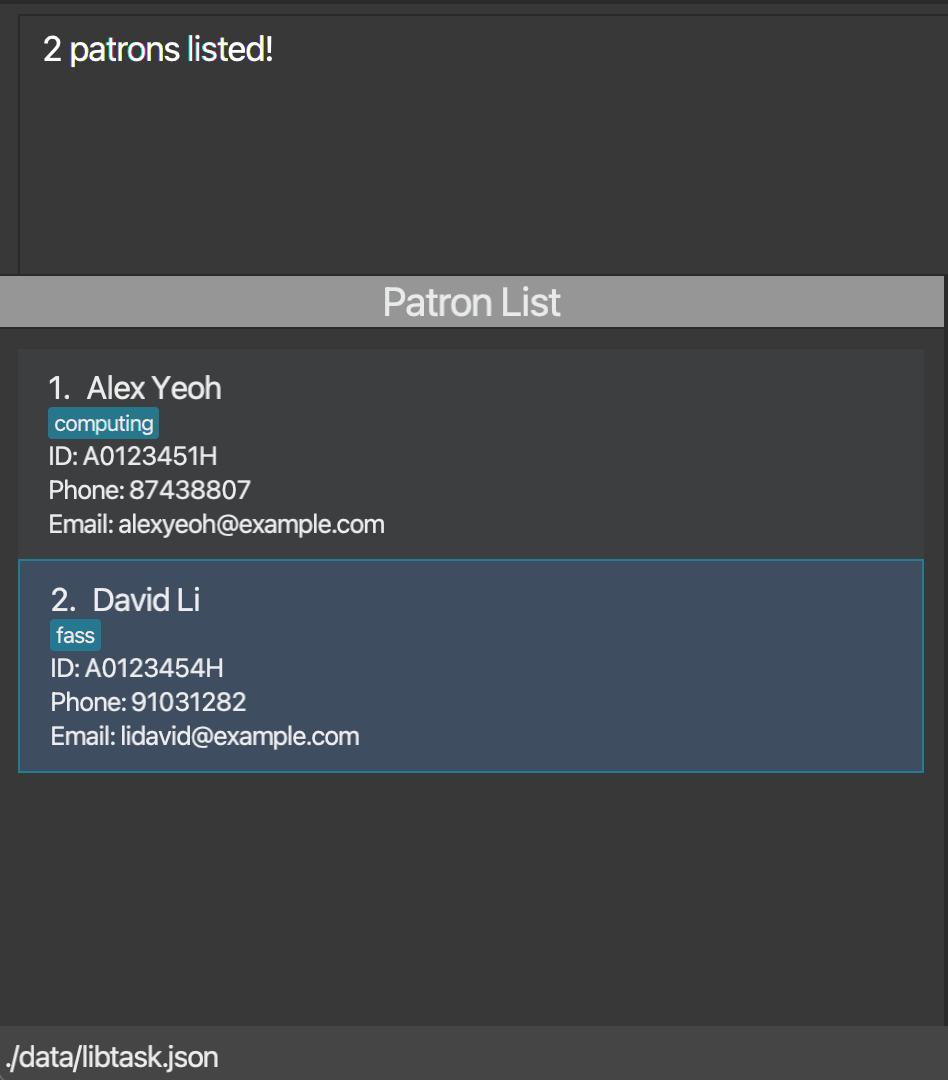 2 patrons listed!
Patron List
1. Alex Yeoh
computing
ID: A0123451H
Phone: 87438807
Email: alexyeoh@example.com
2. David Li
fass
ID: A0123454H
Phone: 91031282
Email: lidavid@example.com
./data/libtask.json